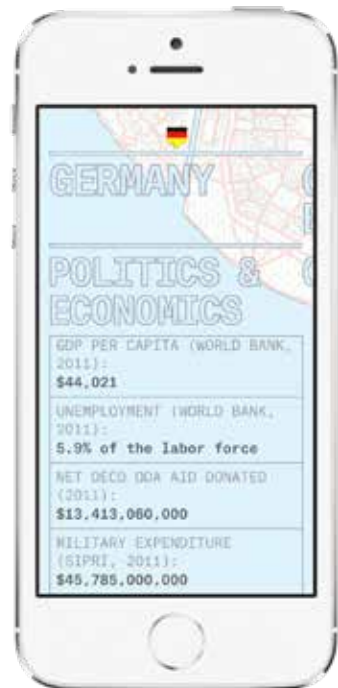 GERMANY
POLITICS &
ECONOMICS
GDP PER CAPITA (WORLD BANK,
2011):
$44,021
UNEMPLOYMENT (WORLD BANK,
2011):
5.9% of the labor force
NET OECD ODA AID DONATED
(2011):
$13,413,060,000
MILITARY EXPENDITURE
(SIPRI, 2011):
$45,785,000,000